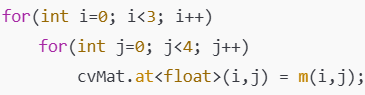 for(int i=0; i<3; i++)
    for(int j=0; j<4; j++)
        cvMat.at<float>(i,j) = m(i,j);